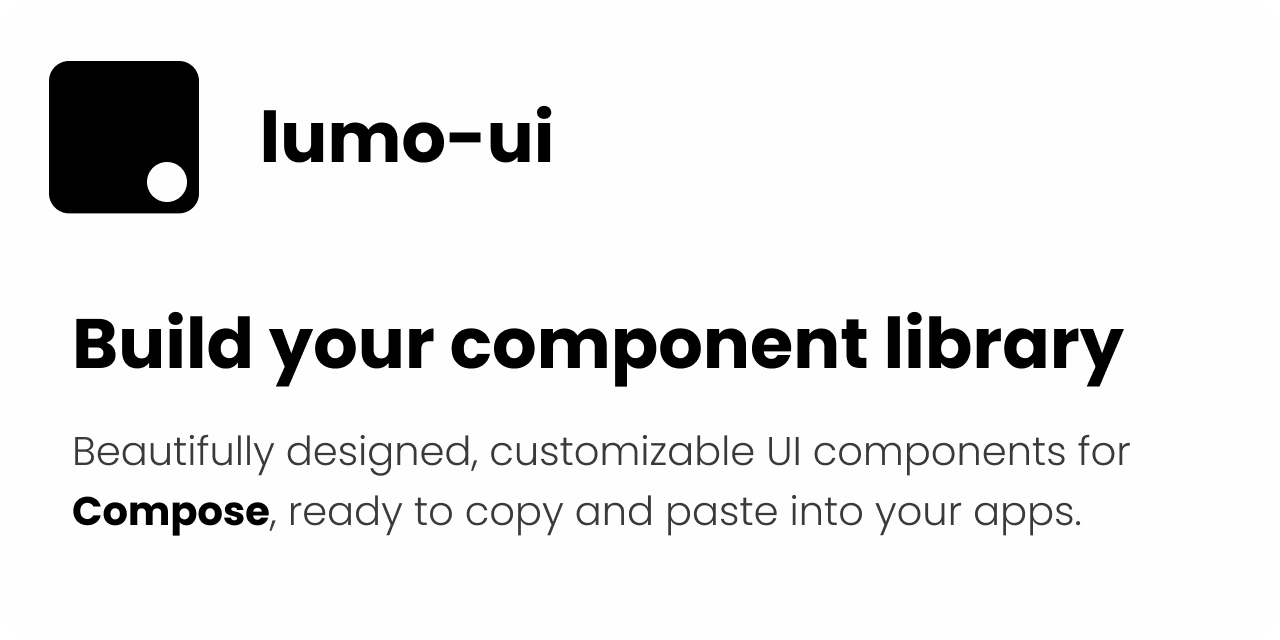 lumo-ui
Build your component library
Beautifully designed, customizable UI components for
Compose, ready to copy and paste into your apps.